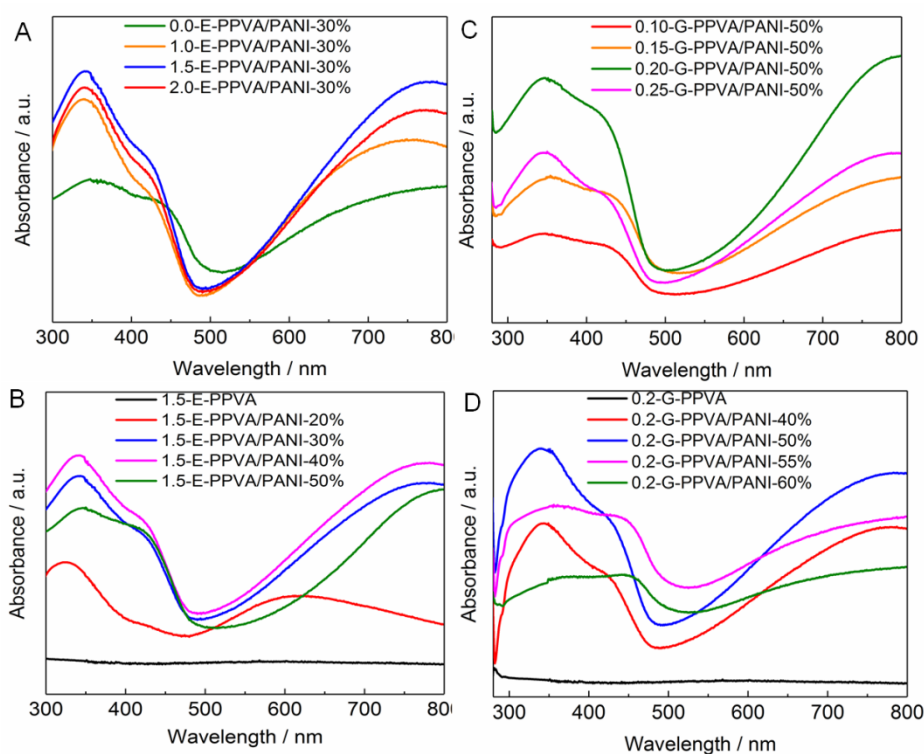 A
0.0-E-PPVA/PANI-30%
1.0-E-PPVA/PANI-30%
1.5-E-PPVA/PANI-30%
2.0-E-PPVA/PANI-30%
Absorbance / a.u.
300 400 500 600 700 800
Wavelength / nm
C
0.10-G-PPVA/PANI-50%
0.15-G-PPVA/PANI-50%
0.20-G-PPVA/PANI-50%
0.25-G-PPVA/PANI-50%
Absorbance / a.u.
300 400 500 600 700 800
Wavelength / nm
B
1.5-E-PPVA
1.5-E-PPVA/PANI-20%
1.5-E-PPVA/PANI-30%
1.5-E-PPVA/PANI-40%
1.5-E-PPVA/PANI-50%
Absorbance / a.u.
300 400 500 600 700 800
Wavelength / nm
D
0.2-G-PPVA
0.2-G-PPVA/PANI-40%
0.2-G-PPVA/PANI-50%
0.2-G-PPVA/PANI-55%
0.2-G-PPVA/PANI-60%
Absorbance / a.u.
300 400 500 600 700 800
Wavelength / nm